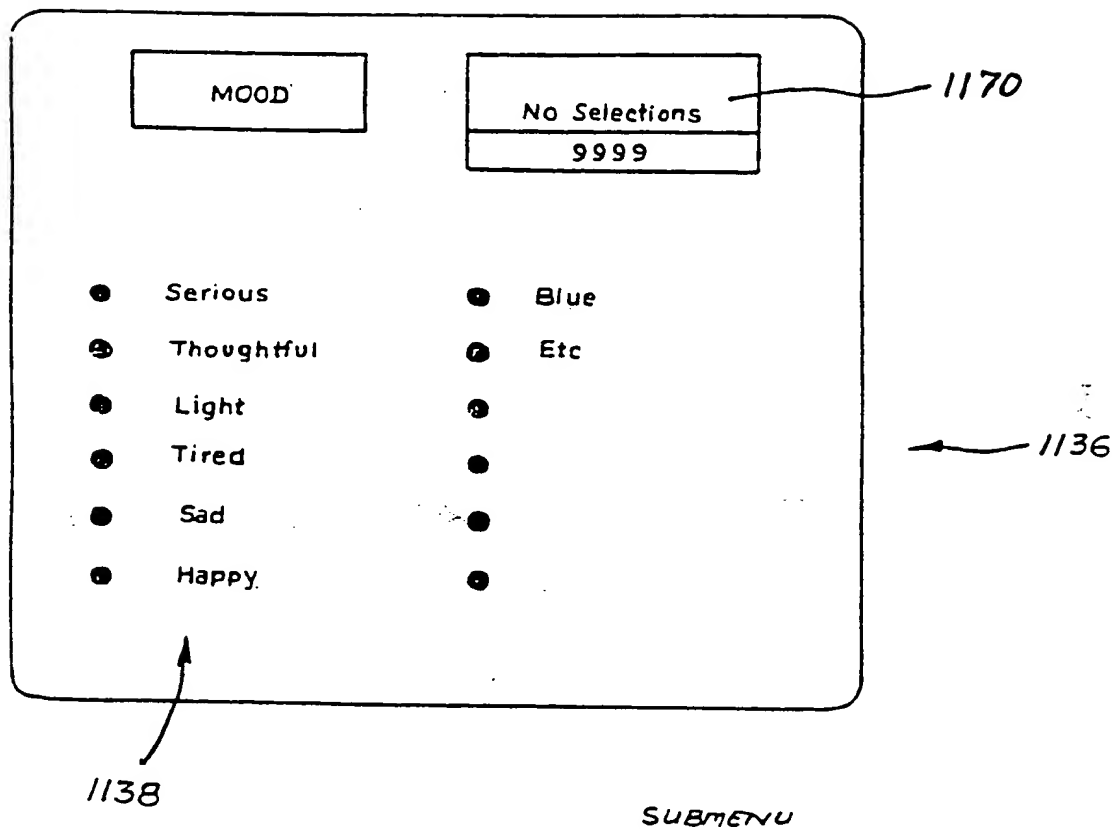 MOOD
No Selections
9999
1170
Serious
Thoughtful
Light
Tired
Sad
Happy
Blue
Etc
1136
1138
SUBMENU